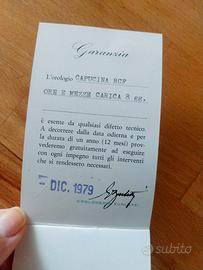 Garanzia
L'orologio CAPUCINA RCF
ORE E MEZZE CARICA 8 gg.
è esente da qualsiasi difetto tecnico.
A decorrere dalla data odierna e per
la durata di un anno (12 mesi) prov-
vederemo gratuitamente ad eseguire
con ogni impegno tutti gli interventi
che si rendessero necessari.
5 DIC. 1979
subito